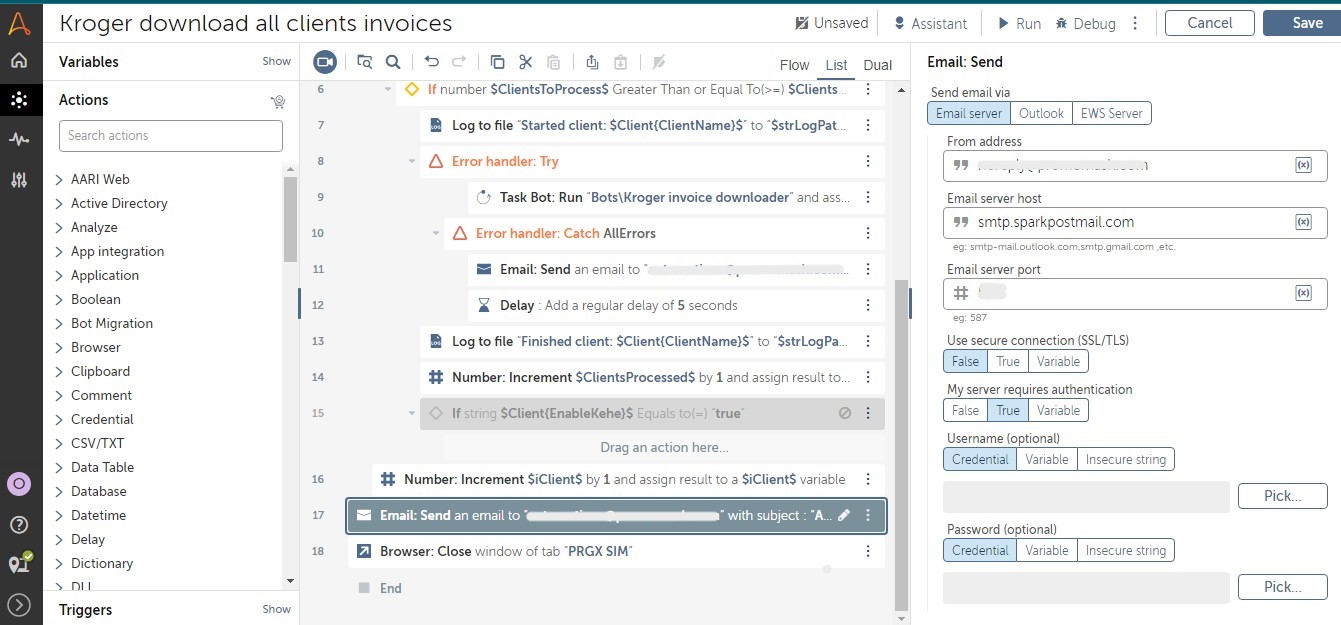 Kroger download all clients invoices
Unsaved
Assistant
Run
Debug
Cancel
Save
Variables
Show
Actions
Search actions
AARI Web
Active Directory
Analyze
App integration
Application
Boolean
Bot Migration
Browser
Clipboard
Comment
Credential
CSV/TXT
Data Table
Database
Datetime
Delay
Dictionary
DLL
Triggers
Show
Flow
List
Dual
6 If number $ClientsToProcess$ Greater Than or Equal To(>=) $Clients...
7 Log to file "Started client: $Client{ClientName}$" to "$strLogPat...
8 Error handler: Try
9 Task Bot: Run "Bots\Kroger invoice downloader" and ass...
10 Error handler: Catch AllErrors
11 Email: Send an email to "
12 Delay : Add a regular delay of 5 seconds
13 Log to file "Finished client: $Client{ClientName}$" to "$strLogPa...
14 Number: Increment $ClientsProcessed$ by 1 and assign result to...
15 If string $Client{EnableKehe}$ Equals to(=) "true"
Drag an action here...
16 Number: Increment $iClient$ by 1 and assign result to a $iClient$ variable
17 Email: Send an email to " " with subject : "A...
18 Browser: Close window of tab "PRGX SIM"
End
Email: Send
Send email via
Email server Outlook EWS Server
From address
(x)
Email server host
smtp.sparkpostmail.com (x)
eg: smtp-mail.outlook.com,smtp.gmail.com ,etc.
Email server port
(x)
eg: 587
Use secure connection (SSL/TLS)
False True Variable
My server requires authentication
False True Variable
Username (optional)
Credential Variable Insecure string
Pick...
Password (optional)
Credential Variable Insecure string
Pick...